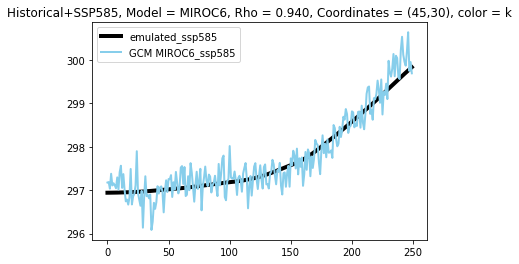 Historical+SSP585, Model = MIROC6, Rho = 0.940, Coordinates = (45,30), color = k
emulated_ssp585
GCM MIROC6_ssp585
300
299
298
297
296
0 50 100 150 200 250